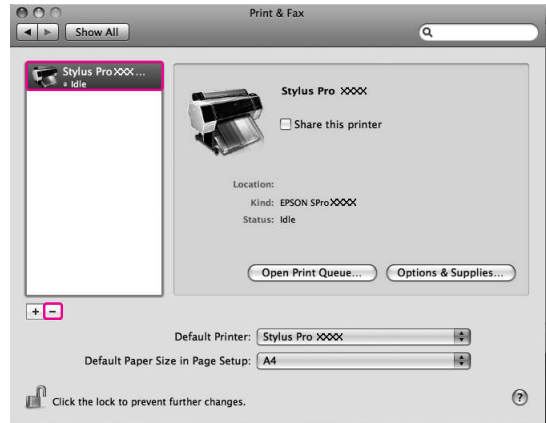 Print & Fax
Show All
Stylus Pro XXX...
Idle
Stylus Pro XXXX
Share this printer
Location:
Kind: EPSON SPro XXXX
Status: Idle
Open Print Queue...
Options & Supplies...
+ −
Default Printer: Stylus Pro XXXX
Default Paper Size in Page Setup: A4
Click the lock to prevent further changes.
?